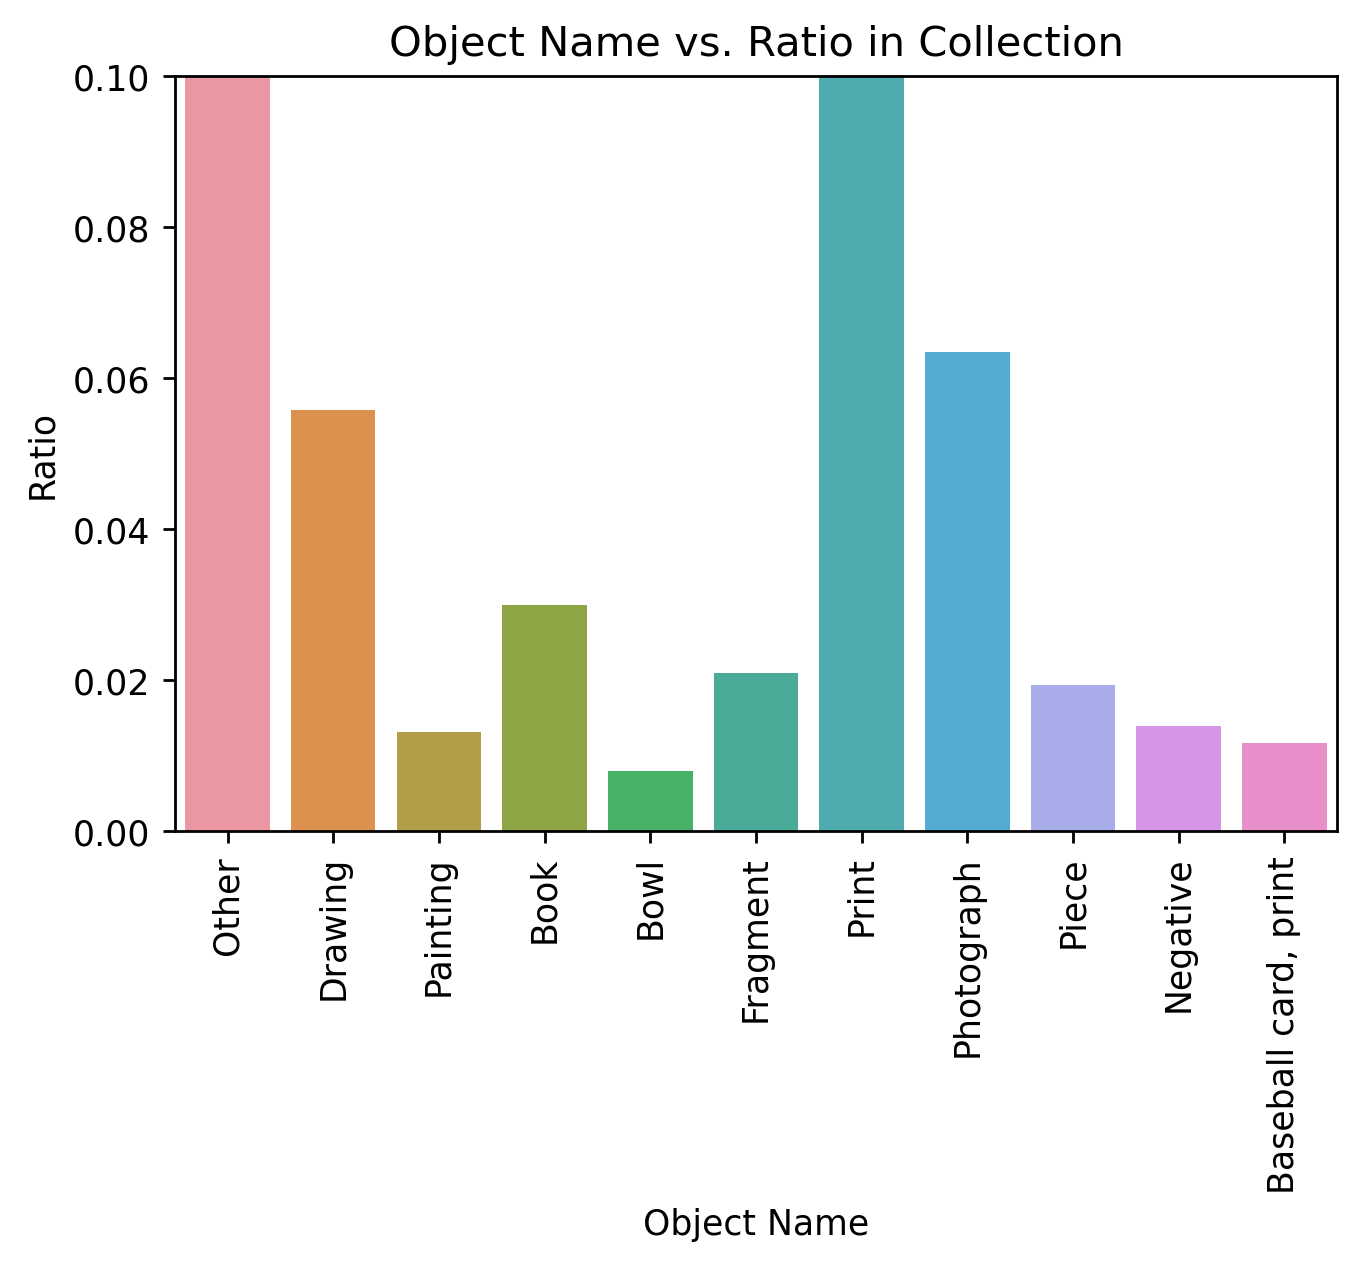 Object Name vs. Ratio in Collection
0.10
0.08
0.06
0.04
0.02
0.00
Ratio
Other
Drawing
Painting
Book
Bowl
Fragment
Print
Photograph
Piece
Negative
Baseball card, print
Object Name